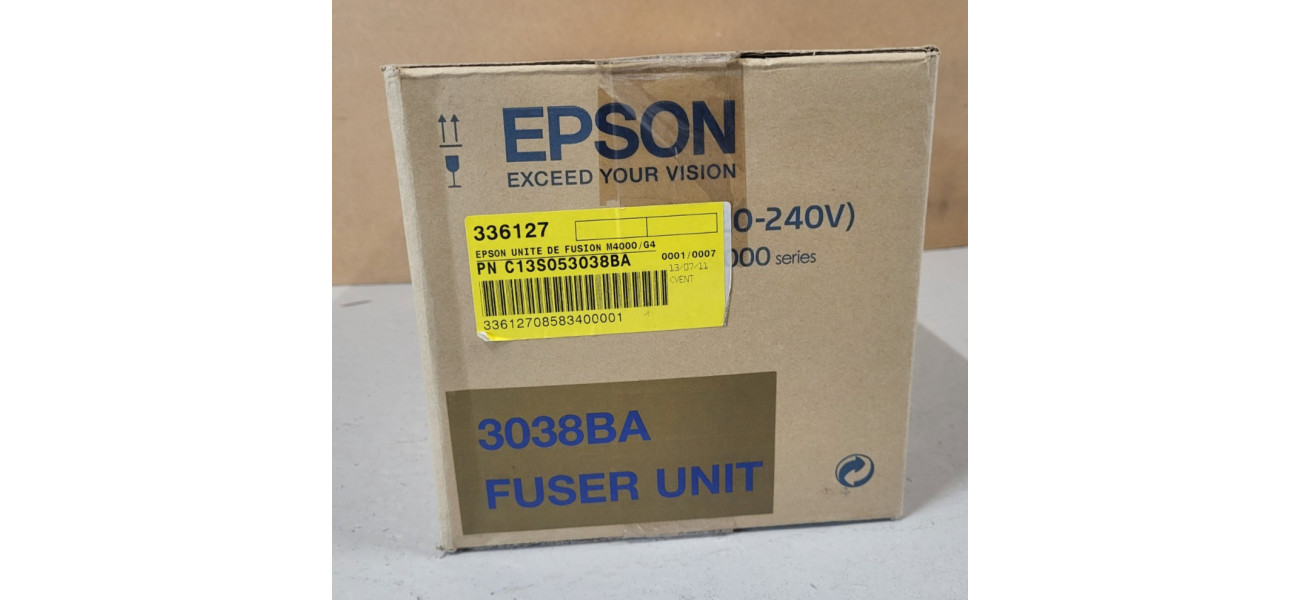 EPSON
EXCEED YOUR VISION
0-240V)
000 series
336127
EPSON UNITE DE FUSION M4000/G4
PN C13S053038BA
0001/0007
13/07/11
33612708583400001
3038BA
FUSER UNIT